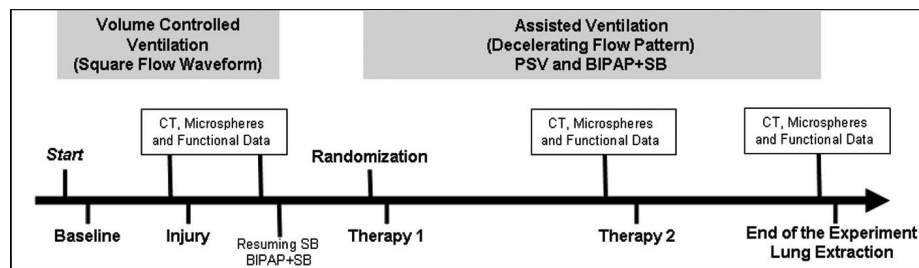 Volume Controlled
Ventilation
(Square Flow Waveform)
Assisted Ventilation
(Decelerating Flow Pattern)
PSV and BIPAP+SB
CT, Microspheres
and Functional Data
CT, Microspheres
and Functional Data
CT, Microspheres
and Functional Data
Start
Randomization
Baseline
Injury
Resuming SB
BIPAP+SB
Therapy 1
Therapy 2
End of the Experiment
Lung Extraction